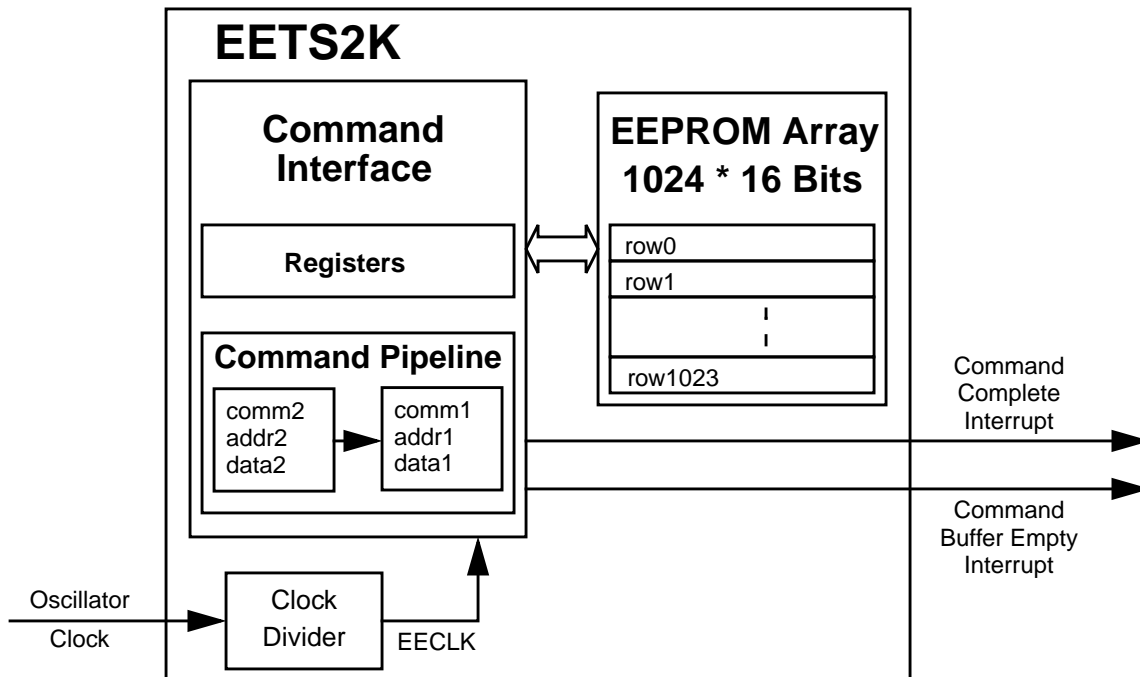 EETS2K
Command
Interface
Registers
Command Pipeline
comm2
addr2
data2
comm1
addr1
data1
EEPROM Array
1024 * 16 Bits
row0
row1
row1023
Command
Complete
Interrupt
Command
Buffer Empty
Interrupt
Oscillator
Clock
Clock
Divider
EECLK